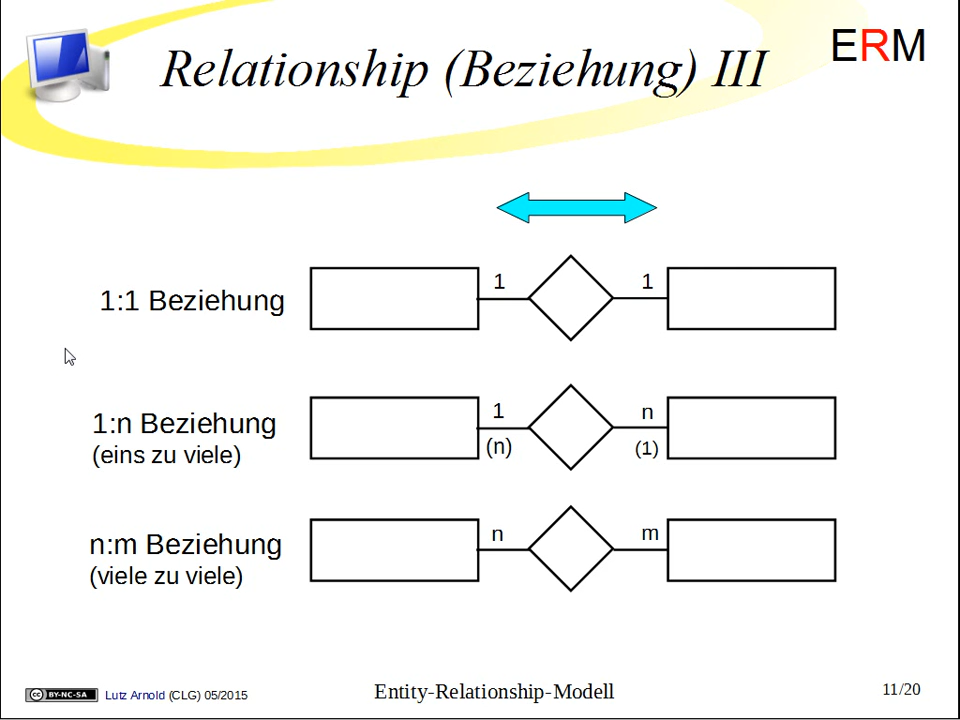 Relationship (Beziehung) III
ERM
1:1 Beziehung
1
1
1:n Beziehung
(eins zu viele)
1
(n)
n
(1)
n:m Beziehung
(viele zu viele)
n
m
cc BY-NC-SA
Lutz Arnold (CLG) 05/2015
Entity-Relationship-Modell
11/20